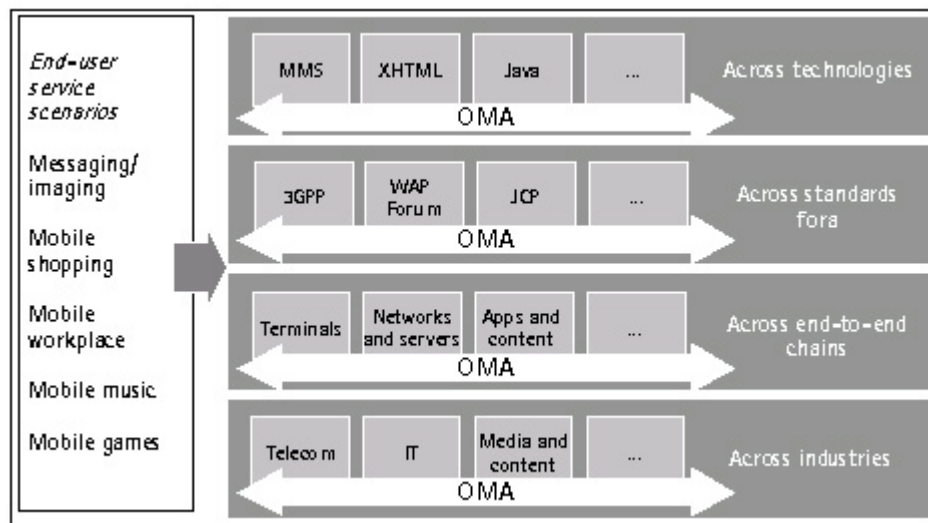 End-user
service
scenarios
Messaging/
imaging
Mobile
shopping
Mobile
workplace
Mobile music
Mobile games
MMS
XHTML
Java
...
Across technologies
OMA
3GPP
WAP
Forum
JCP
...
Across standards
fora
OMA
Terminals
Networks
and servers
Apps and
content
...
Across end-to-end
chains
OMA
Telecom
IT
Media and
content
...
Across industries
OMA